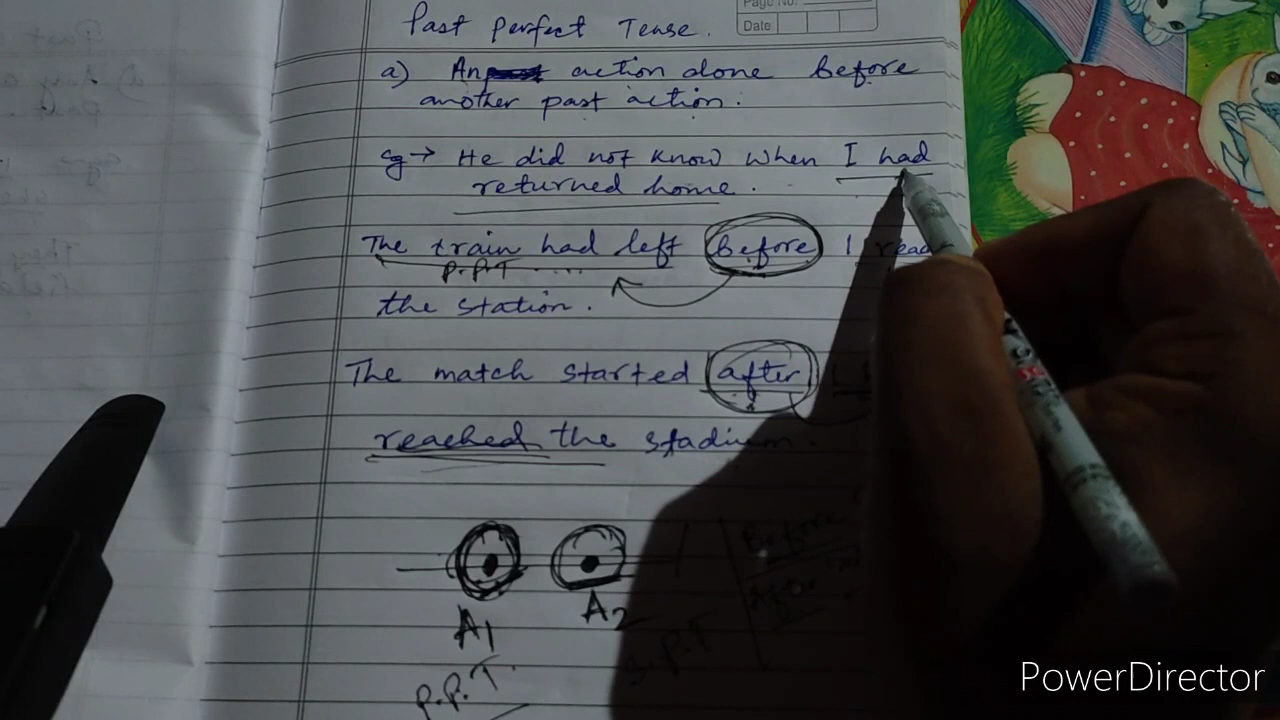 Page No.
Date
Past Perfect Tense.
a) An action done before
another past action.
eg → He did not know when I had
returned home.
The train had left before I reac
P.P.T ....
the station.
The match started after I
reached the stadium.
Before
After
A1 A2
P.P.T.
S.P.T
PowerDirector